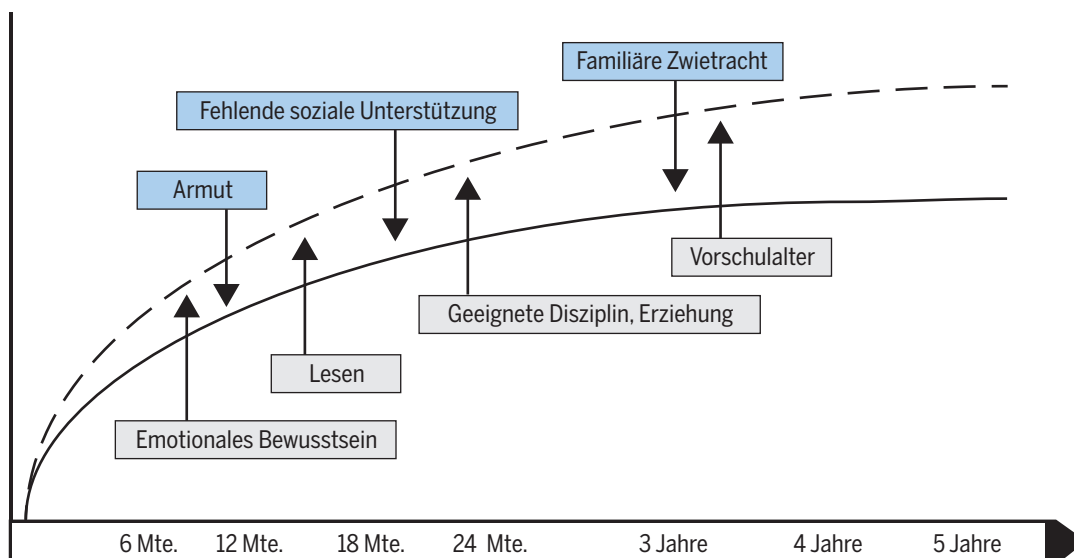 Familiäre Zwietracht
Fehlende soziale Unterstützung
Armut
Vorschulalter
Geeignete Disziplin, Erziehung
Lesen
Emotionales Bewusstsein
6 Mte. 12 Mte. 18 Mte. 24 Mte. 3 Jahre 4 Jahre 5 Jahre